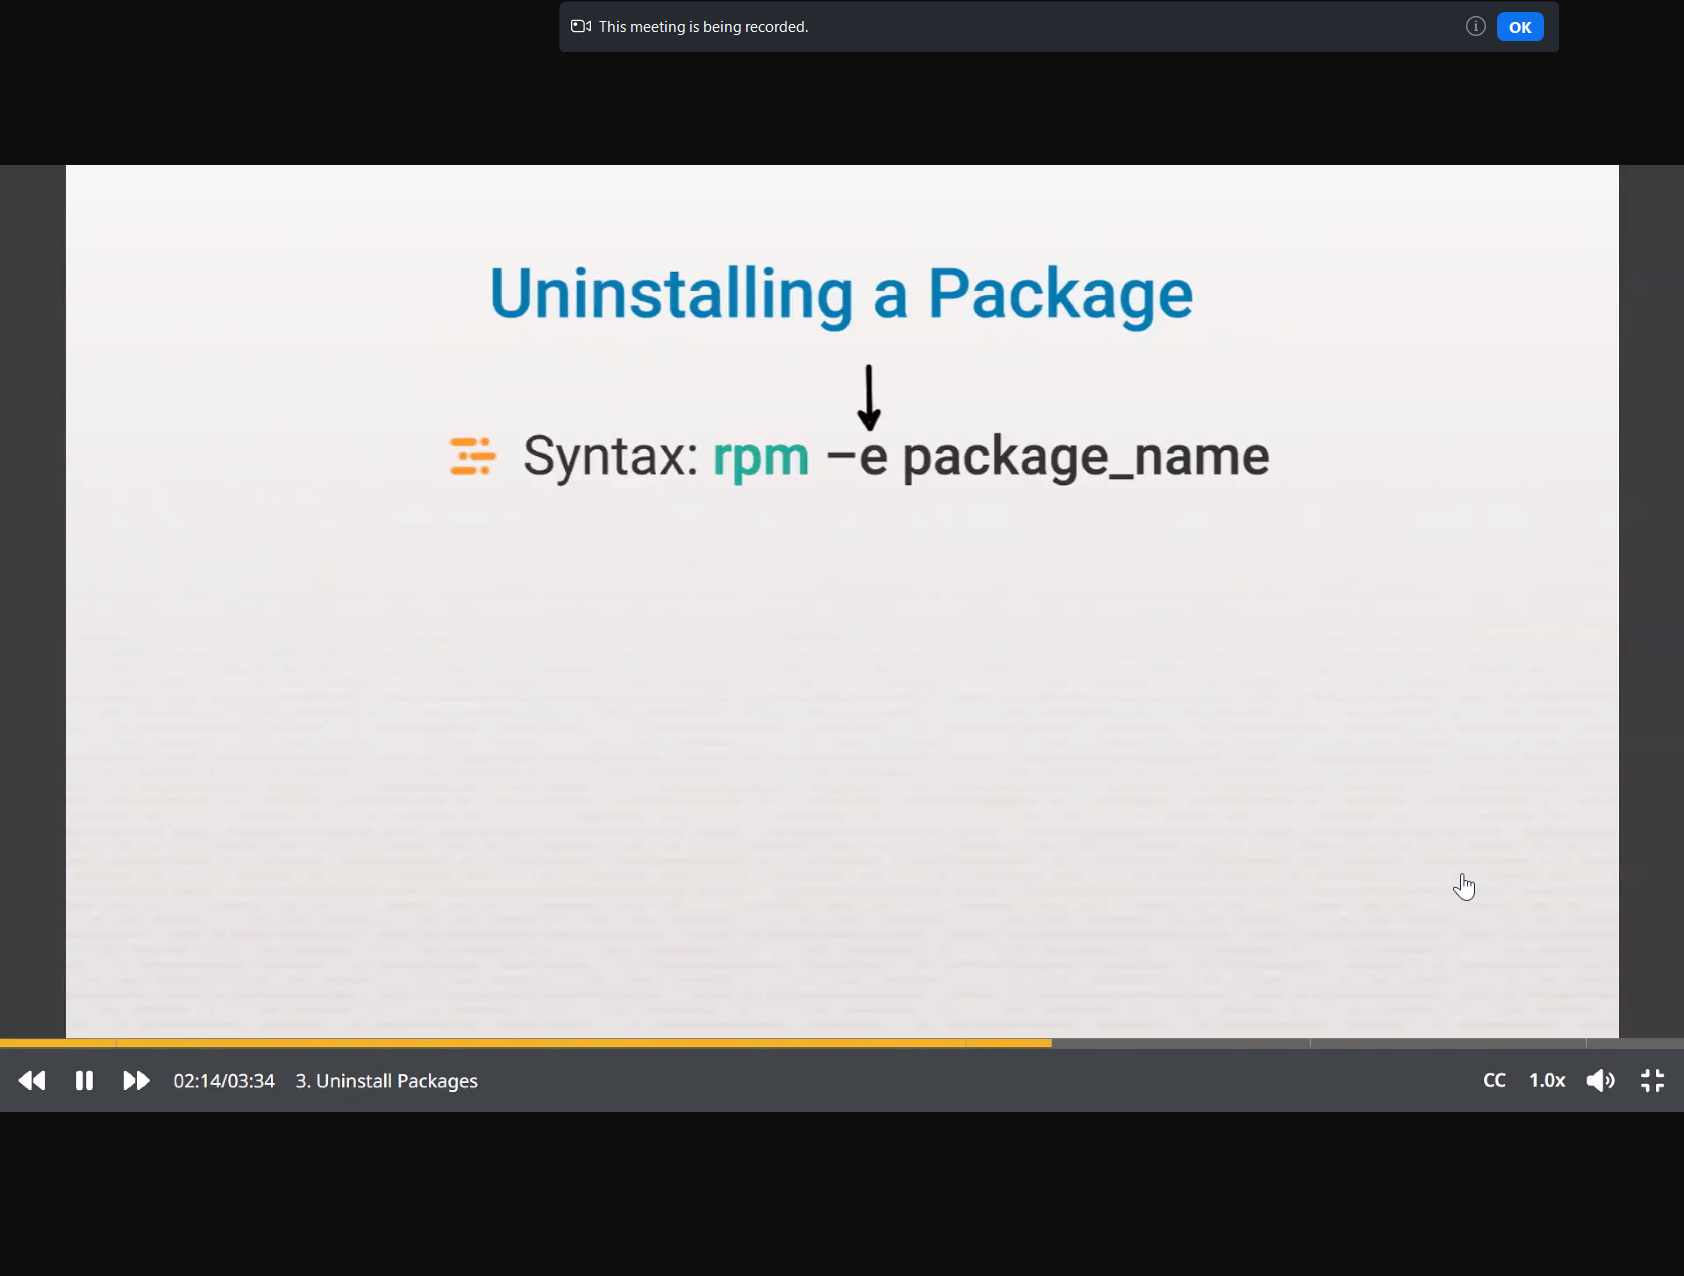 This meeting is being recorded.
OK
Uninstalling a Package
Syntax: rpm –e package_name
02:14/03:34 3. Uninstall Packages
CC 1.0x